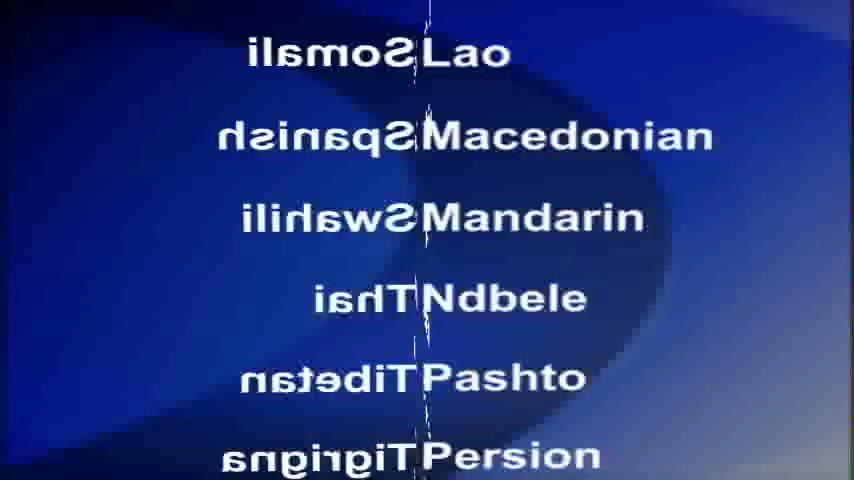 Somali Lao
Spanish Macedonian
Swahili Mandarin
Thai Ndbele
Tibetan Pashto
Tigrigna Persion